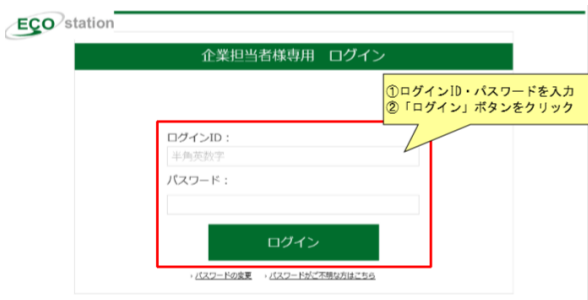 ECO station
企業担当者様専用　ログイン
①ログインID・パスワードを入力
②「ログイン」ボタンをクリック
ログインID：
半角英数字
パスワード：
ログイン
› パスワードの変更　› パスワードがご不明な方はこちら